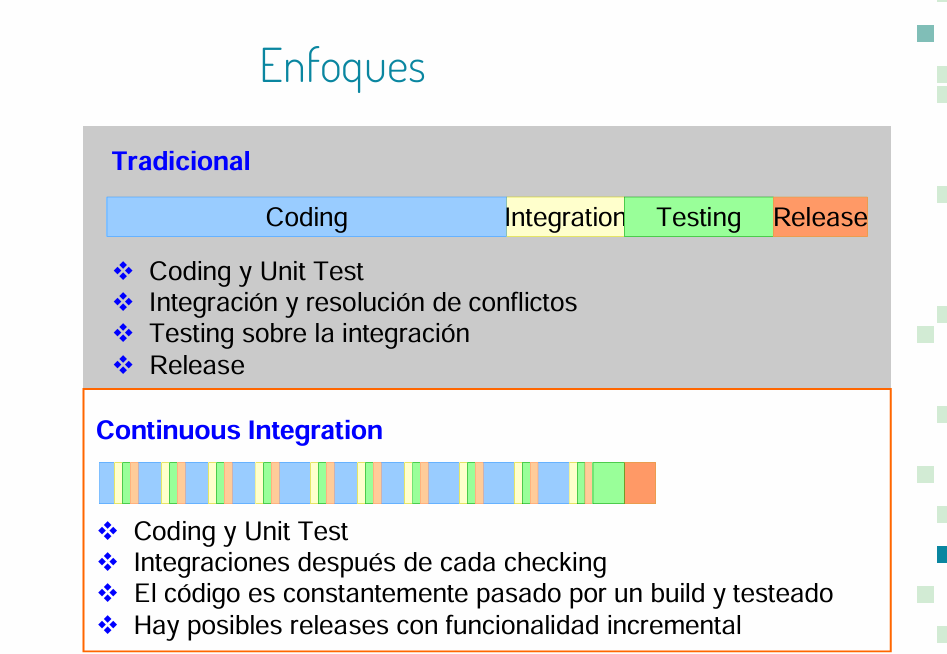 Enfoques
Tradicional
Coding Integration Testing Release
Coding y Unit Test
Integración y resolución de conflictos
Testing sobre la integración
Release
Continuous Integration
Coding y Unit Test
Integraciones después de cada checking
El código es constantemente pasado por un build y testeado
Hay posibles releases con funcionalidad incremental